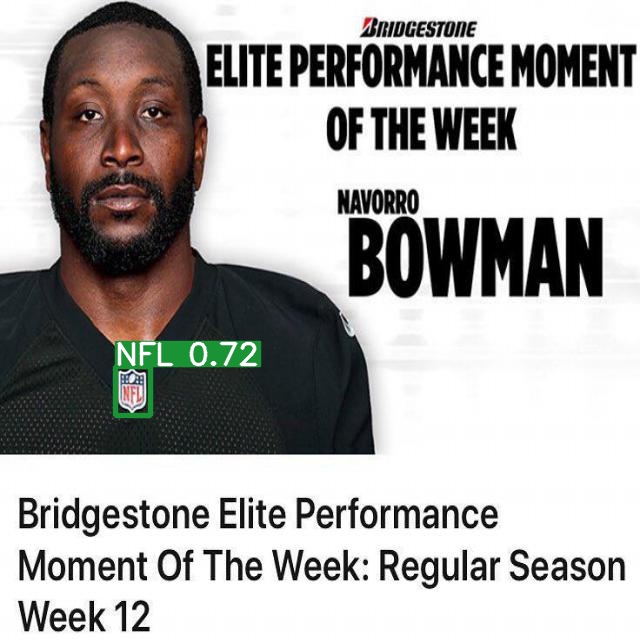 BRIDGESTONE
ELITE PERFORMANCE MOMENT
OF THE WEEK
NAVORRO
BOWMAN
NFL 0.72
NFL
Bridgestone Elite Performance
Moment Of The Week: Regular Season
Week 12